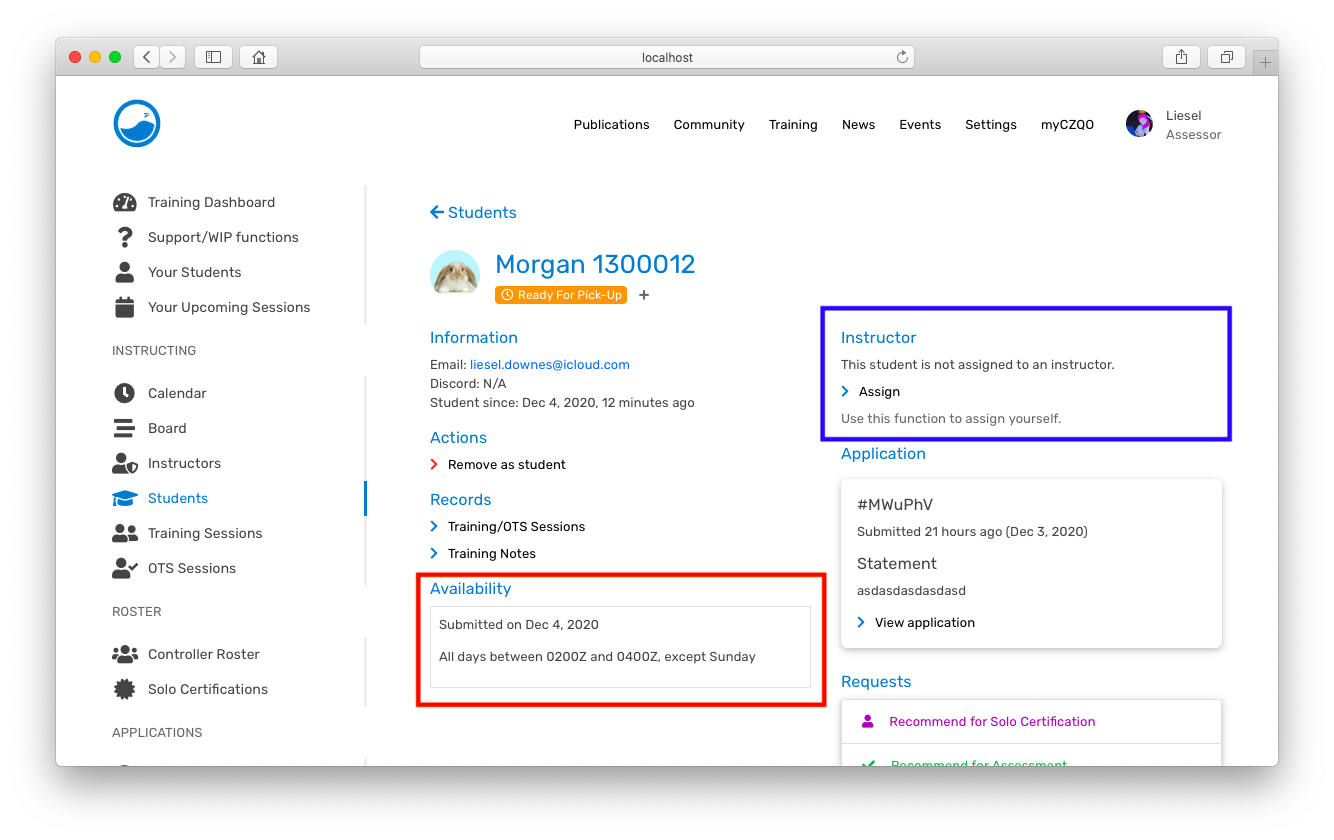 localhost
Publications
Community
Training
News
Events
Settings
myCZQO
Liesel
Assessor
Training Dashboard
Support/WIP functions
Your Students
Your Upcoming Sessions
INSTRUCTING
Calendar
Board
Instructors
Students
Training Sessions
OTS Sessions
ROSTER
Controller Roster
Solo Certifications
APPLICATIONS
Students
Morgan 1300012
Ready For Pick-Up
Information
Email: liesel.downes@icloud.com
Discord: N/A
Student since: Dec 4, 2020, 12 minutes ago
Actions
Remove as student
Records
Training/OTS Sessions
Training Notes
Availability
Submitted on Dec 4, 2020
All days between 0200Z and 0400Z, except Sunday
Instructor
This student is not assigned to an instructor.
Assign
Use this function to assign yourself.
Application
#MWuPhV
Submitted 21 hours ago (Dec 3, 2020)
Statement
asdasdasdasdasd
View application
Requests
Recommend for Solo Certification
Recommend for Assessment